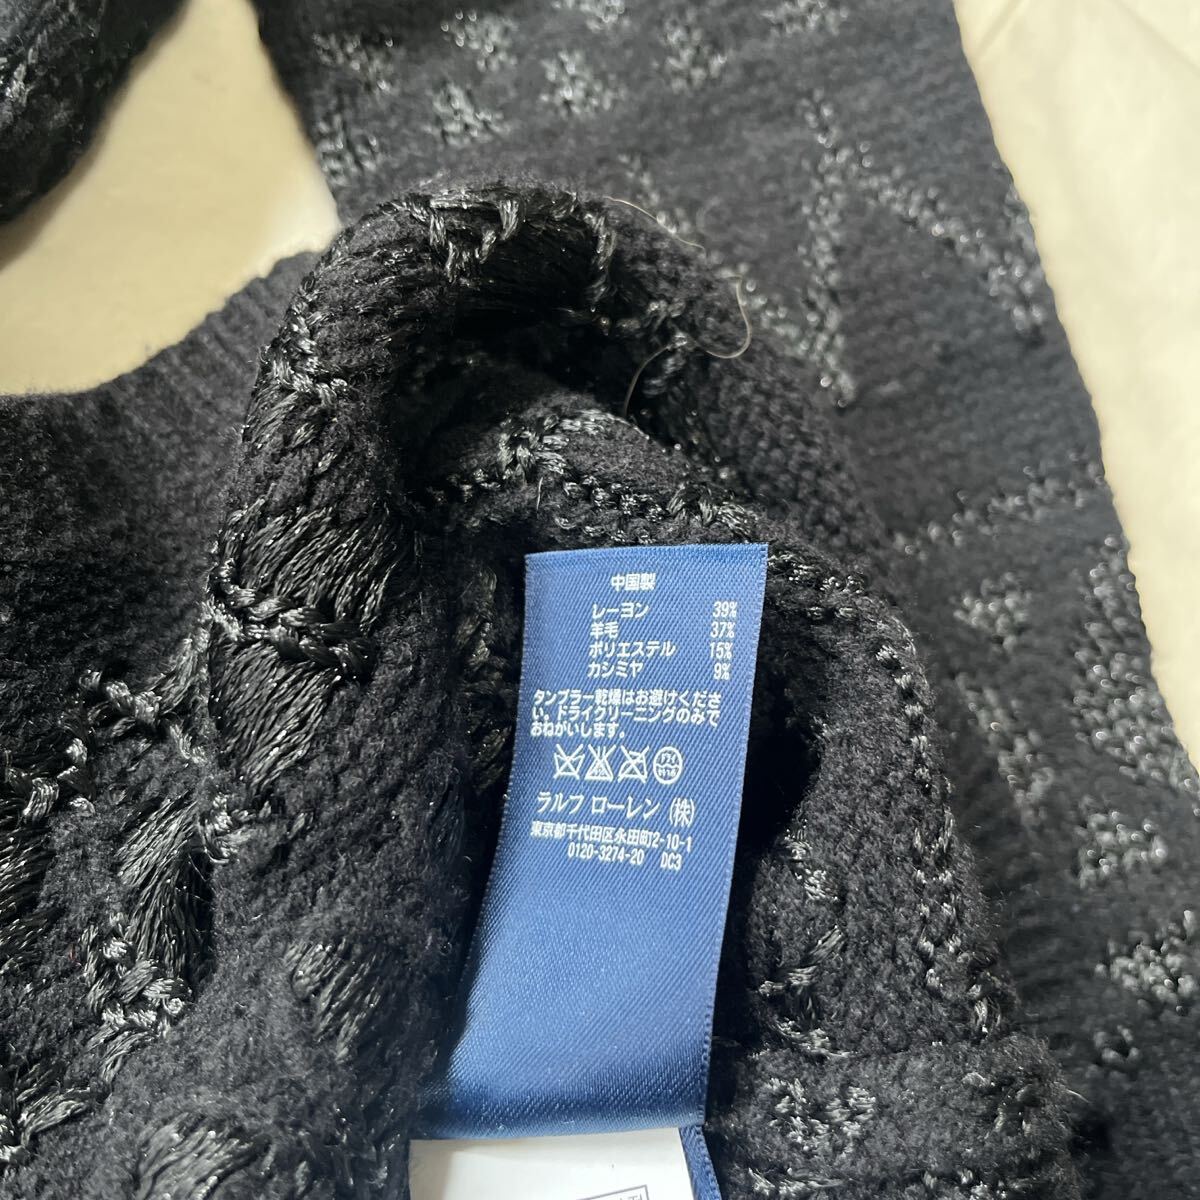 中国製
レーヨン 39%
羊毛 37%
ポリエステル 15%
カシミヤ 9%
タンブラー乾燥はお避けくださ
い。ドライクリーニングのみで
おねがいします。
ラルフ ローレン (株)
東京都千代田区永田町2-10-1
0120-3274-20 DC3